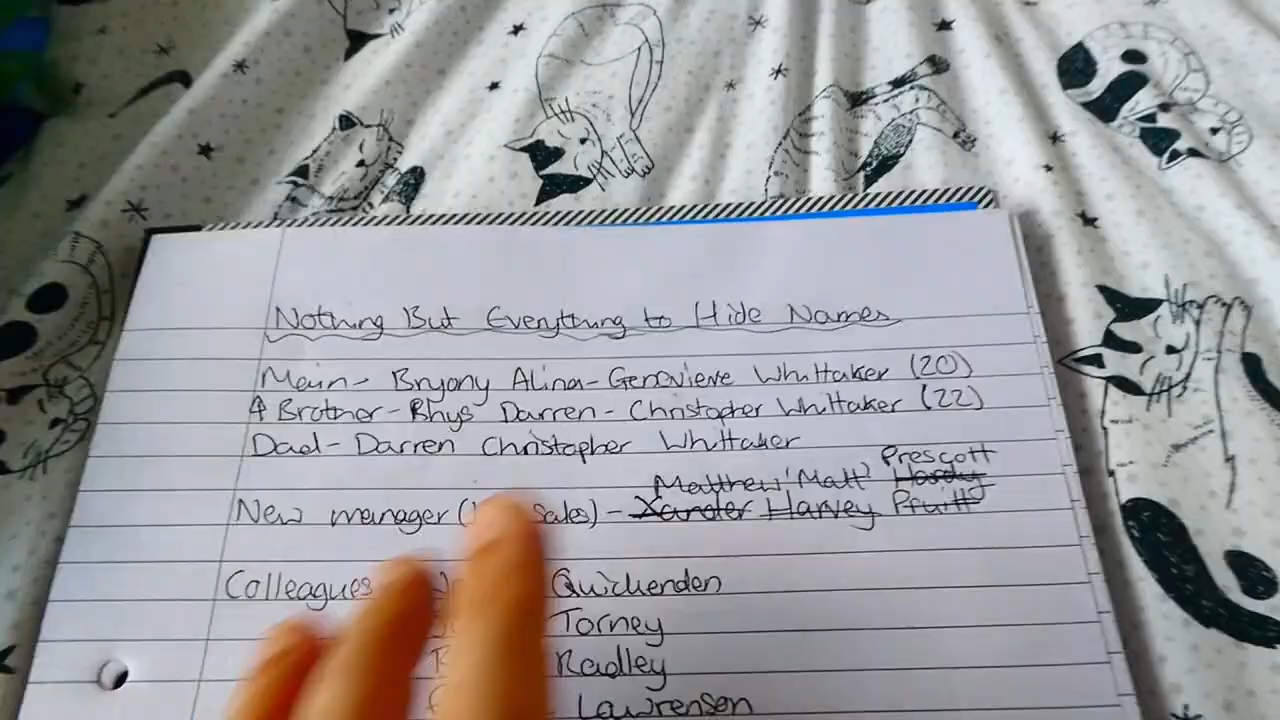 Nothing But Everything to Hide Names
Main- Bryony Alina-Genevieve Whittaker (20)
Brother- Rhys Darren- Christopher Whittaker (22)
Dad- Darren Christopher Whittaker
Prescott
Matthew 'Matt' Hardy
New manager ( Sales) - Xander Harvey Pruitt
Colleagues Quickenden
Torney
Radley
Lawrensen